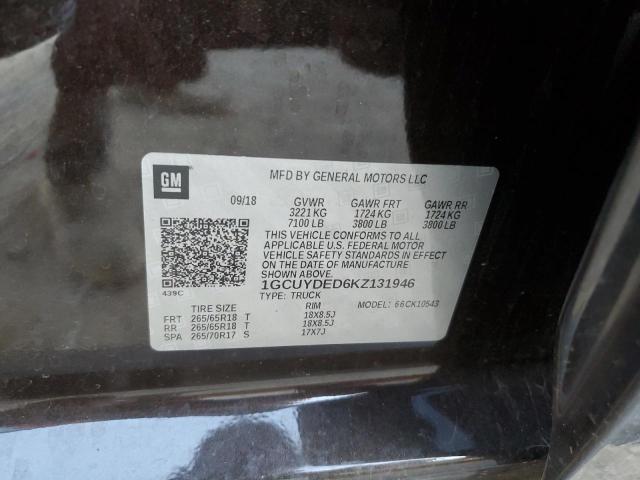 GM
MFD BY GENERAL MOTORS LLC
09/18 GVWR GAWR FRT GAWR RR
3221 KG 1724 KG 1724 KG
7100 LB 3800 LB 3800 LB
THIS VEHICLE CONFORMS TO ALL
APPLICABLE U.S. FEDERAL MOTOR
VEHICLE SAFETY STANDARDS IN EFFECT
ON THE DATE OF MANUFACTURE
SHOWN ABOVE.
1GCUYDED6KZ131946
439C TYPE: TRUCK MODEL: 66CK10543
TIRE SIZE RIM
FRT 265/65R18 T 18X8.5J
RR 265/65R18 T 18X8.5J
SPA 265/70R17 S 17X7J